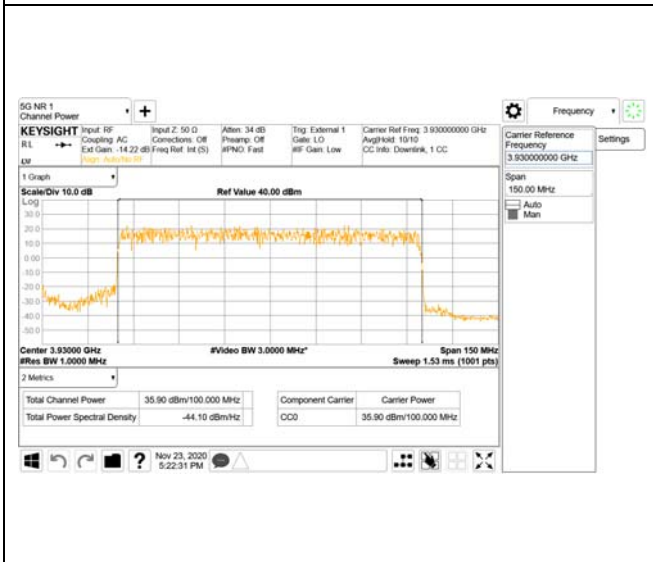 5G NR 1
Channel Power
Frequency
KEYSIGHT
RL
Input: RF
Coupling: AC
Ext Gain: -14.22 dB
Align: Auto/No RF
Input Z: 50 Ω
Corrections: Off
Freq Ref: Int (S)
Atten: 34 dB
Preamp: Off
#PNO: Fast
Trig: External 1
Gate: LO
#IF Gain: Low
Carrier Ref Freq: 3.930000000 GHz
Avg|Hold: 10/10
CC Info: Downlink, 1 CC
Carrier Reference
Frequency
3.930000000 GHz
Settings
Span
150.00 MHz
Auto
Man
1 Graph
Scale/Div 10.0 dB
Ref Value 40.00 dBm
Log
30.0
20.0
10.0
0.00
-10.0
-20.0
-30.0
-40.0
-50.0
Center 3.93000 GHz
#Video BW 3.0000 MHz*
Span 150 MHz
#Res BW 1.0000 MHz
Sweep 1.53 ms (1001 pts)
2 Metrics
Total Channel Power 35.90 dBm/100.000 MHz
Total Power Spectral Density -44.10 dBm/Hz
Component Carrier Carrier Power
CC0 35.90 dBm/100.000 MHz
?
Nov 23, 2020
5:22:31 PM